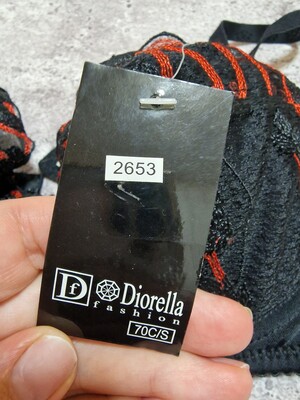 2653
Df Diorella
fashion
70C/S